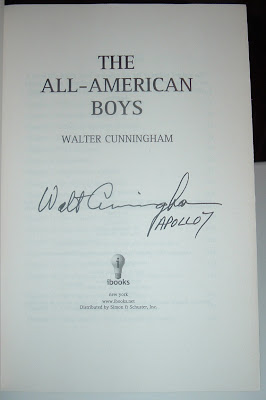 THE
ALL-AMERICAN
BOYS
WALTER CUNNINGHAM
Walt Cunningham
APOLLO 7
ibooks
new york
www.ibooks.net
Distributed by Simon & Schuster, Inc.